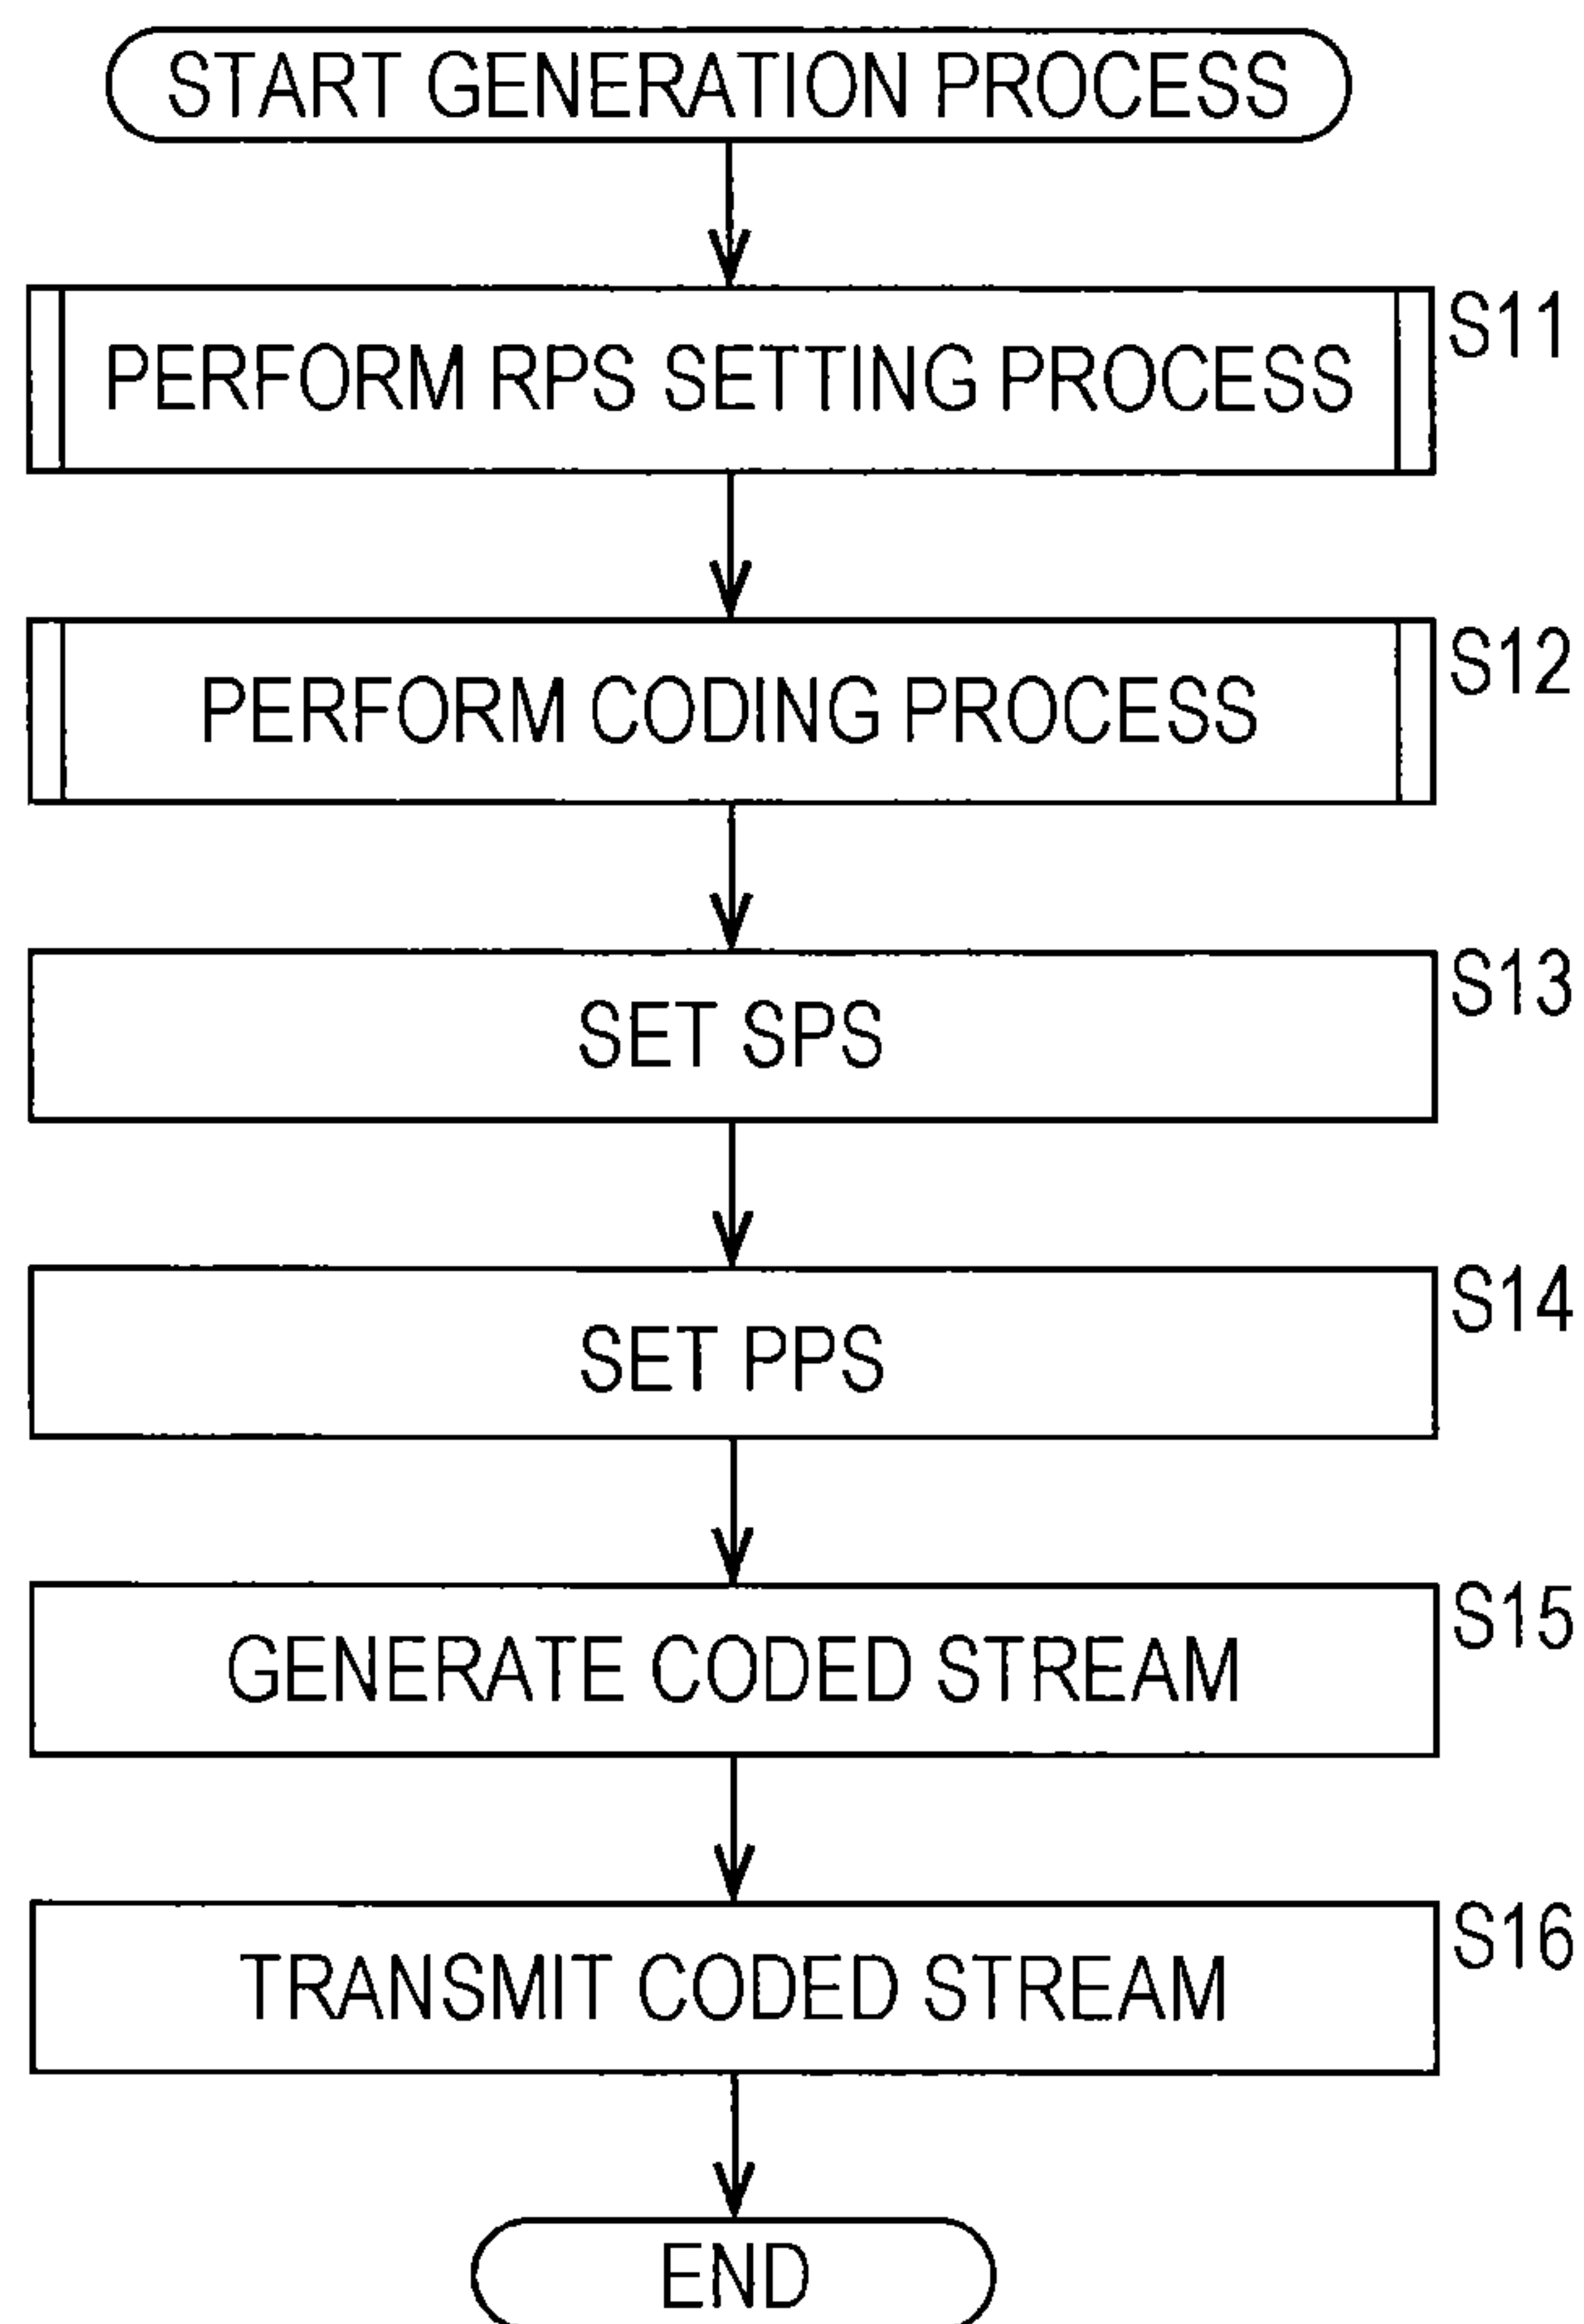 START GENERATION PROCESS
PERFORM RPS SETTING PROCESS
S11
PERFORM CODING PROCESS
S12
SET SPS
S13
SET PPS
S14
GENERATE CODED STREAM
S15
TRANSMIT CODED STREAM
S16
END